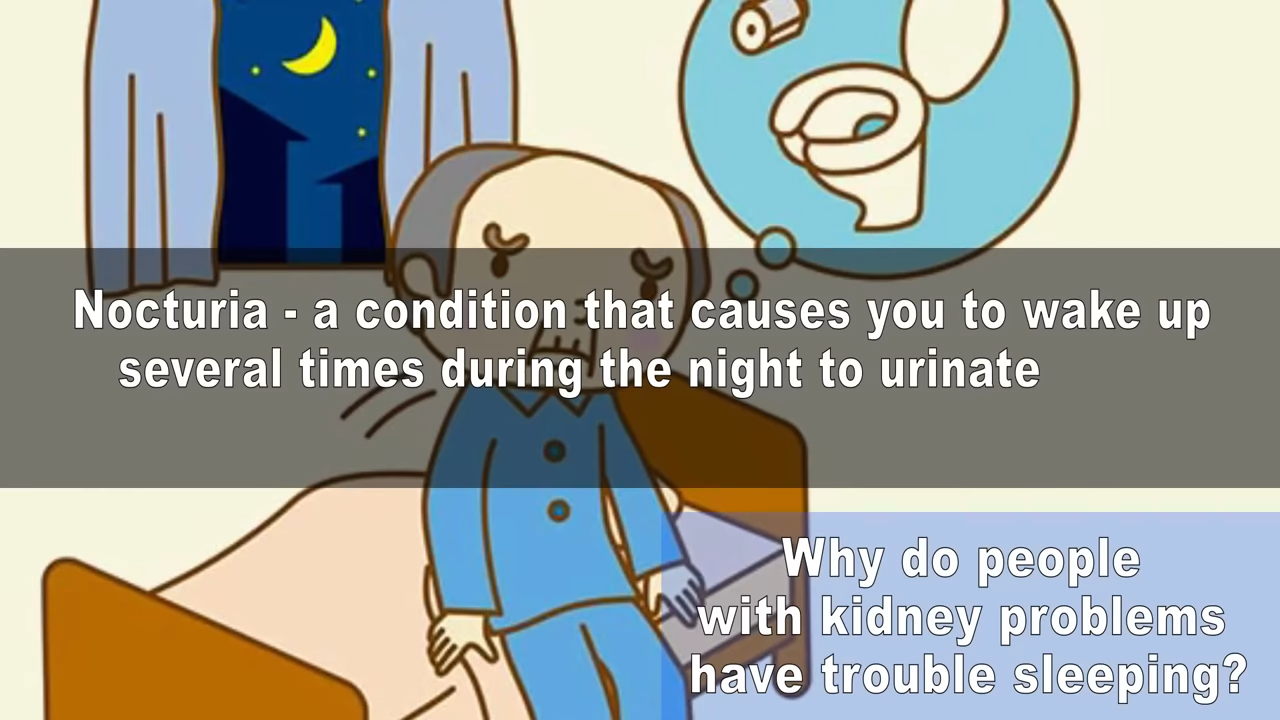 Nocturia - a condition that causes you to wake up
several times during the night to urinate
Why do people
with kidney problems
have trouble sleeping?